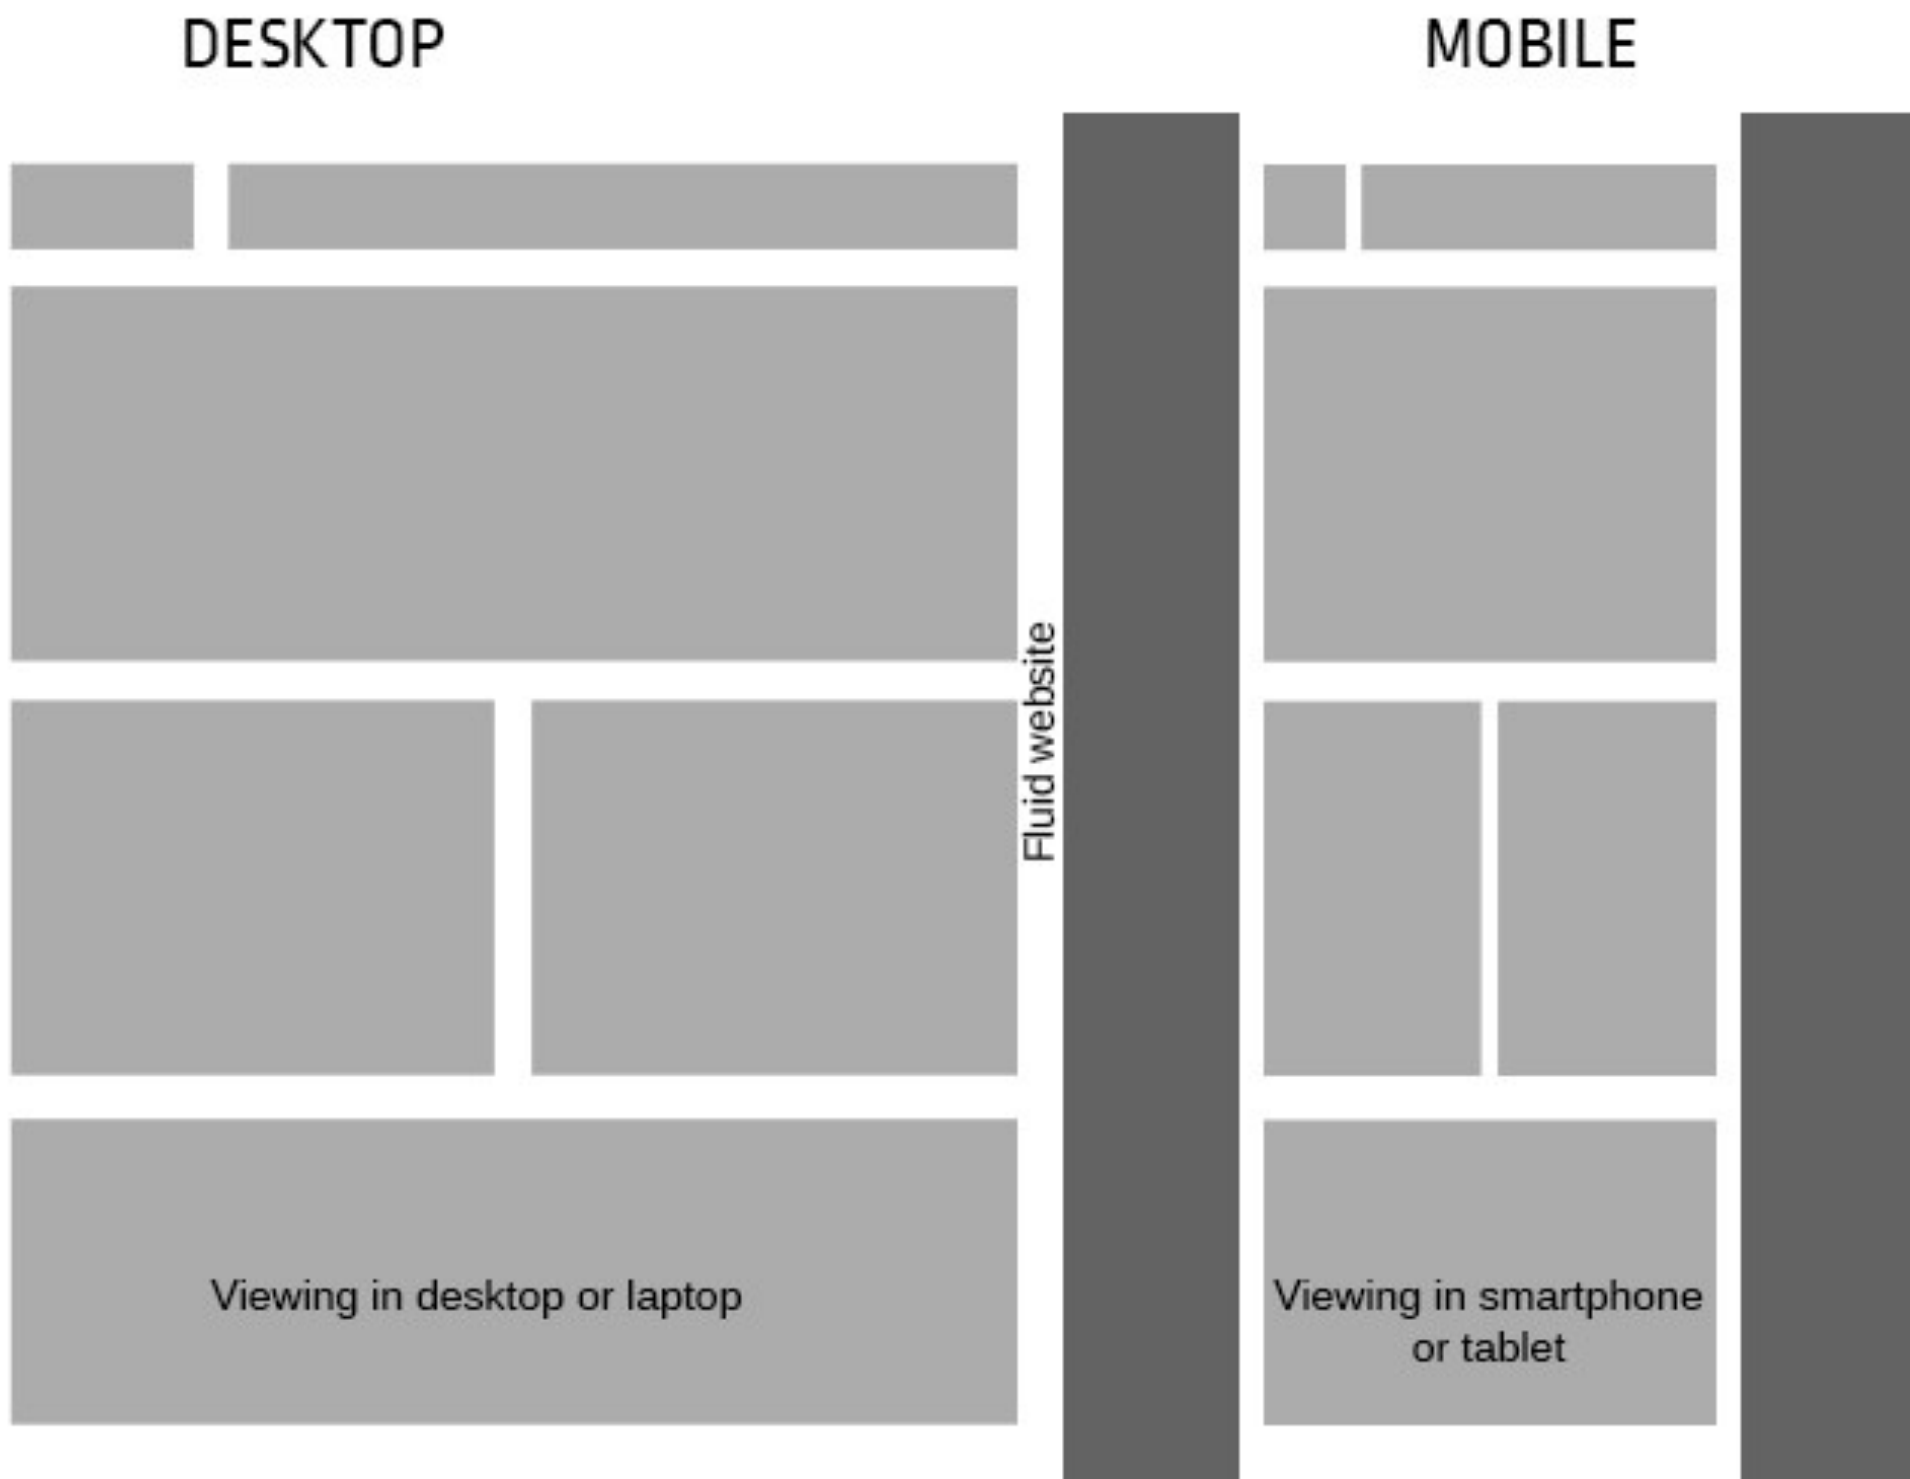 DESKTOP
MOBILE
Fluid website
Viewing in desktop or laptop
Viewing in smartphone
or tablet